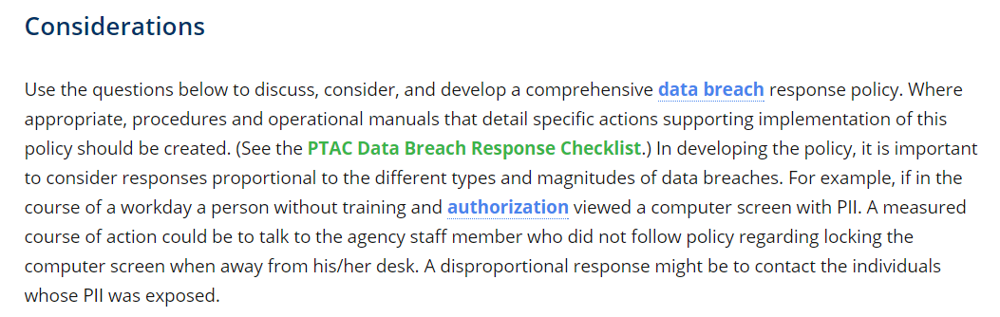 Considerations
Use the questions below to discuss, consider, and develop a comprehensive data breach response policy. Where
appropriate, procedures and operational manuals that detail specific actions supporting implementation of this
policy should be created. (See the PTAC Data Breach Response Checklist.) In developing the policy, it is important
to consider responses proportional to the different types and magnitudes of data breaches. For example, if in the
course of a workday a person without training and authorization viewed a computer screen with PII. A measured
course of action could be to talk to the agency staff member who did not follow policy regarding locking the
computer screen when away from his/her desk. A disproportional response might be to contact the individuals
whose PII was exposed.